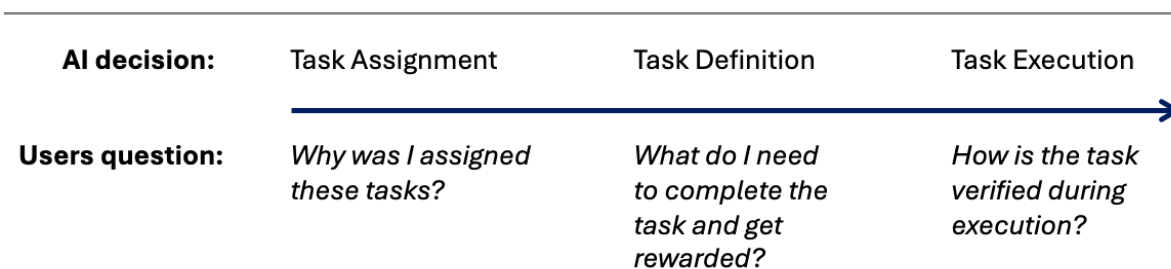 AI decision: Task Assignment Task Definition Task Execution
Users question: Why was I assigned What do I need How is the task
these tasks? to complete the verified during
task and get execution?
rewarded?